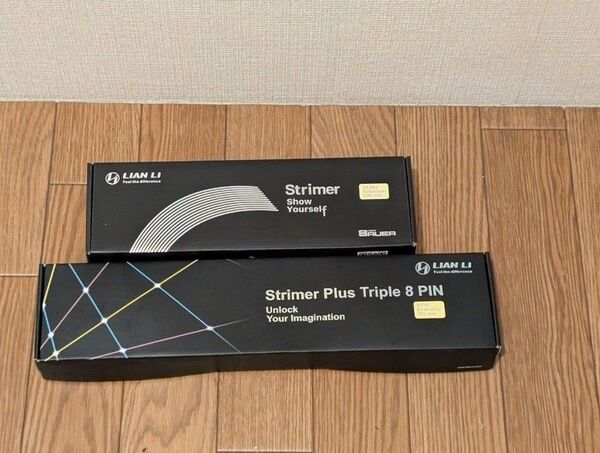 LIAN LI
Feel the difference
Strimer
Show
Yourself
LIAN LI
Feel the difference
Strimer Plus Triple 8 PIN
Unlock
Your Imagination